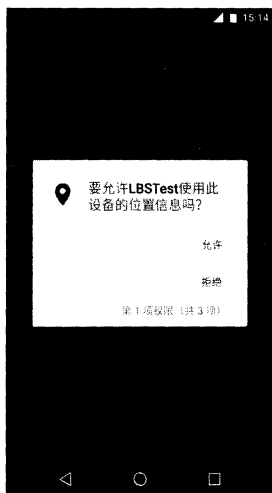 15:14
要允许LBSTest使用此
设备的位置信息吗？
允许
拒绝
第 1 项权限（共 3 项）